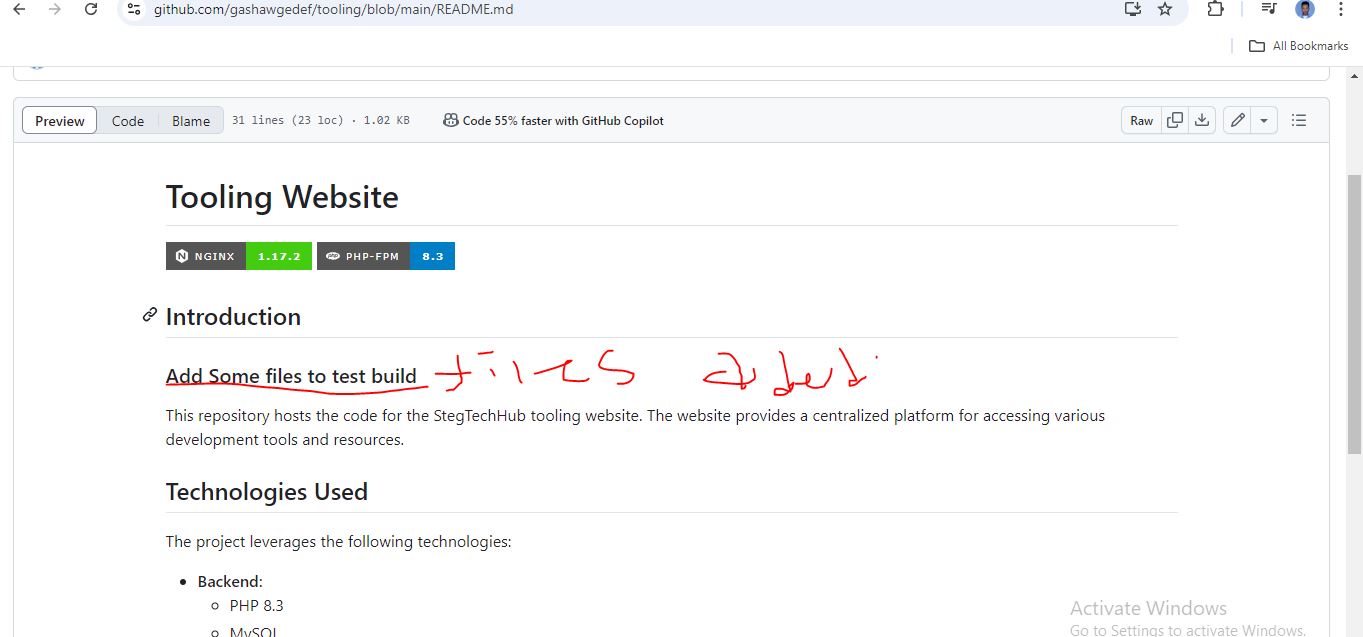 github.com/gashawgedef/tooling/blob/main/README.md
All Bookmarks
Preview Code Blame 31 lines (23 loc) · 1.02 KB Code 55% faster with GitHub Copilot Raw
Tooling Website
NGINX 1.17.2 php PHP-FPM 8.3
Introduction
Add Some files to test build files added
This repository hosts the code for the StegTechHub tooling website. The website provides a centralized platform for accessing various
development tools and resources.
Technologies Used
The project leverages the following technologies:
• Backend:
○ PHP 8.3
○ MySQL
Activate Windows
Go to Settings to activate Windows.